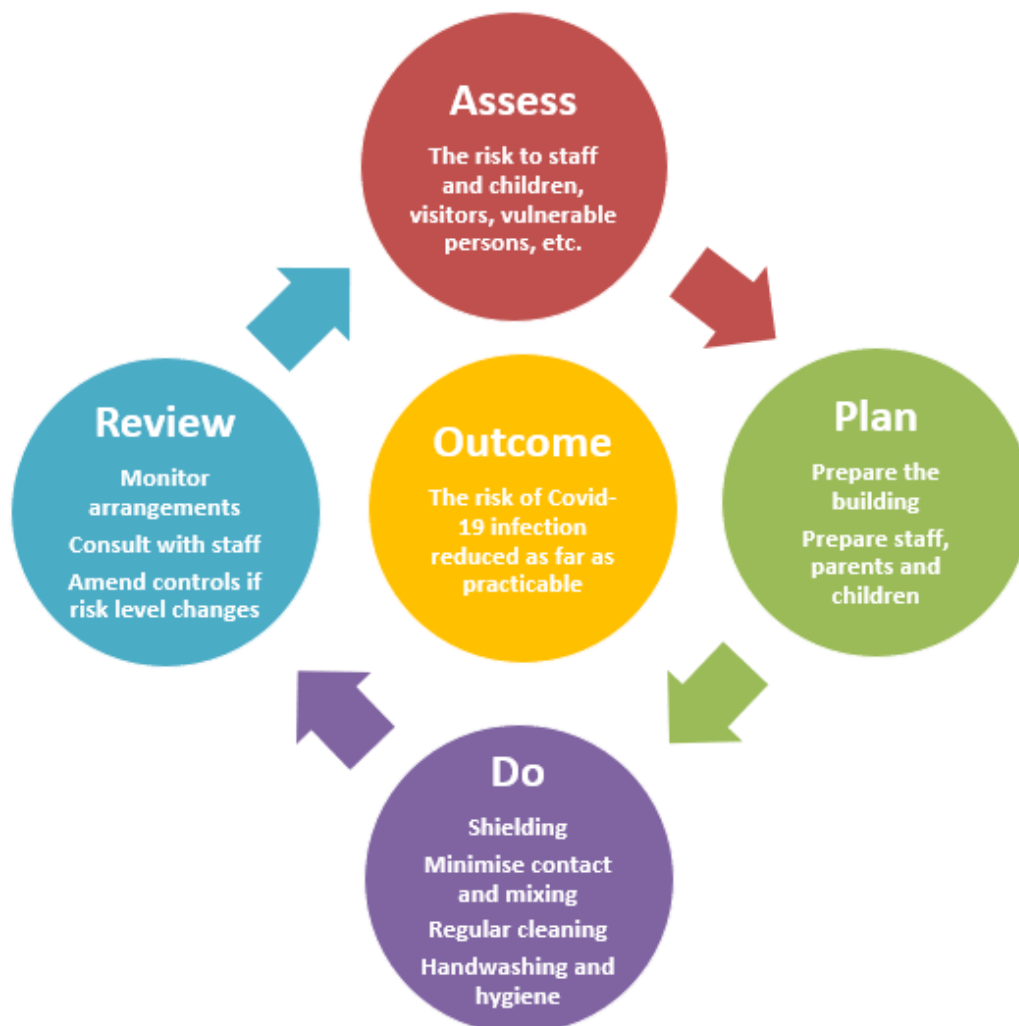 Assess
The risk to staff
and children,
visitors, vulnerable
persons, etc.
Review
Monitor
arrangements
Consult with staff
Amend controls if
risk level changes
Outcome
The risk of Covid-
19 infection
reduced as far as
practicable
Plan
Prepare the
building
Prepare staff,
parents and
children
Do
Shielding
Minimise contact
and mixing
Regular cleaning
Handwashing and
hygiene